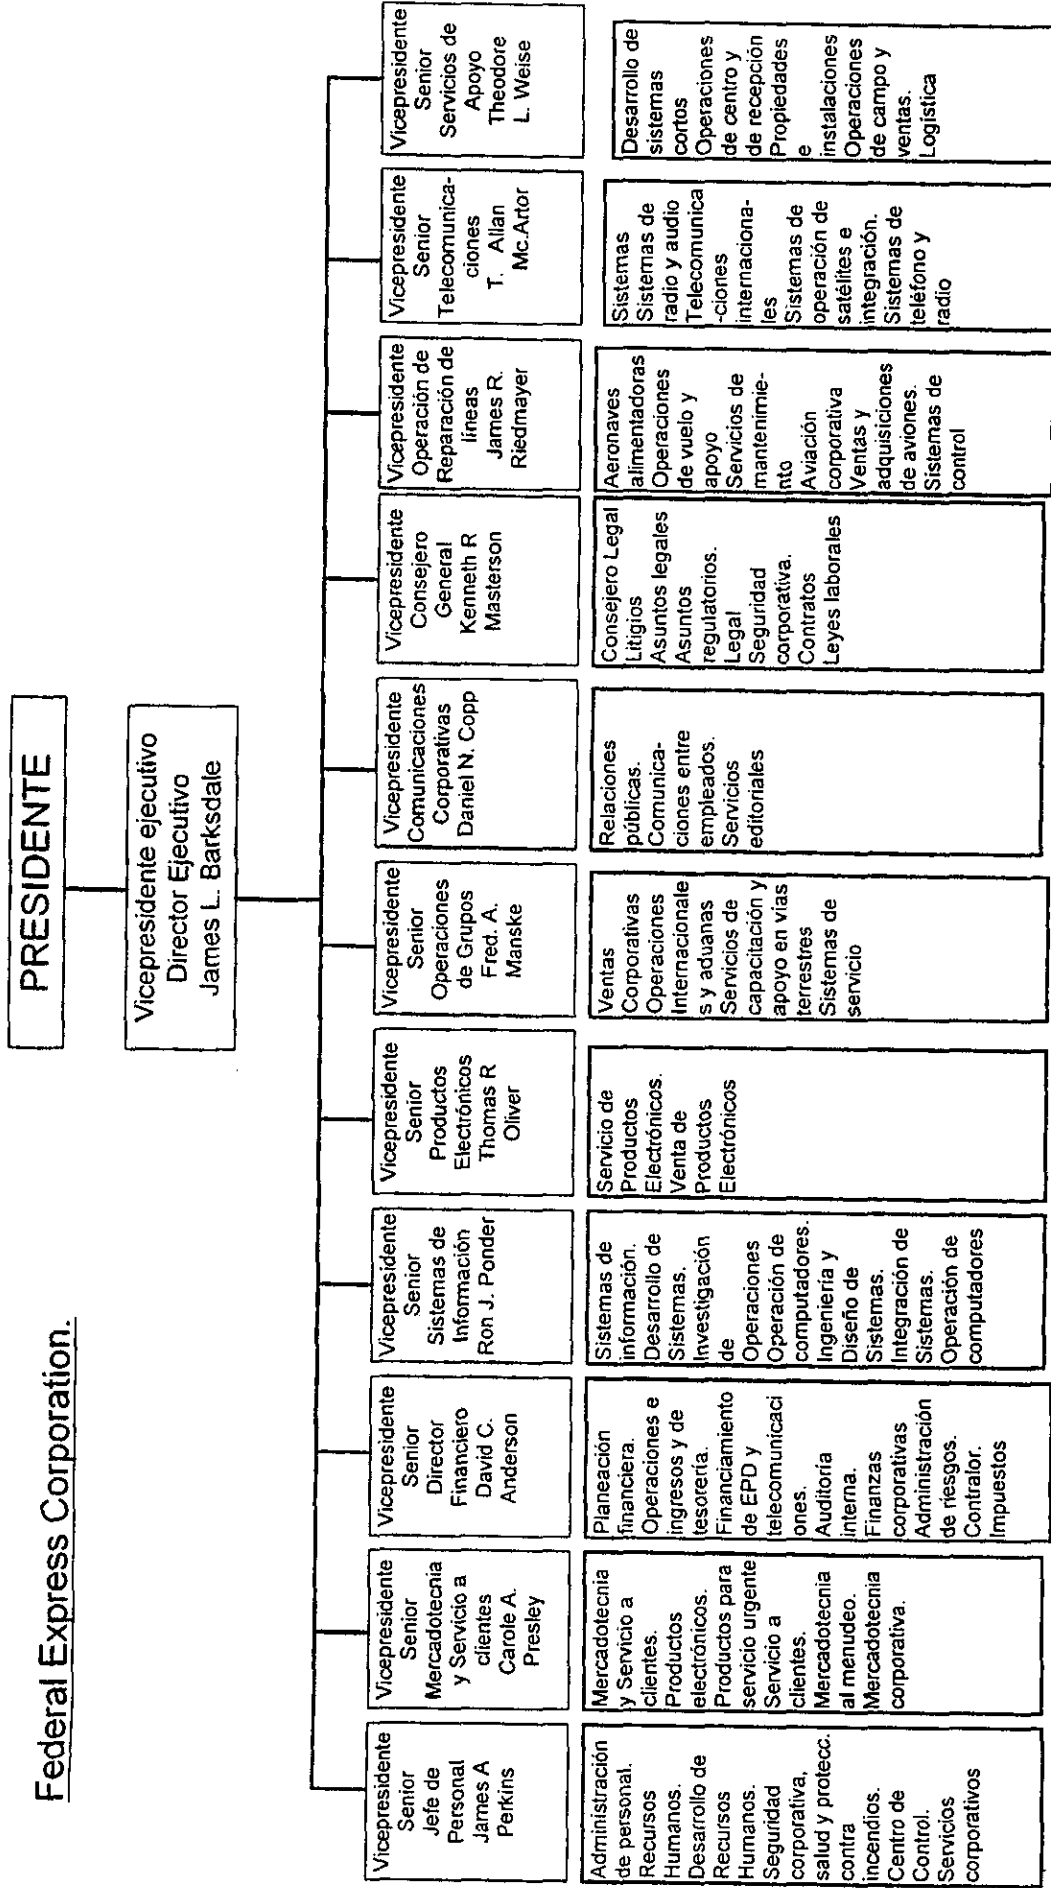 Federal Express Corporation.
PRESIDENTE
Vicepresidente ejecutivo
Director Ejecutivo
James L. Barksdale
Vicepresidente
Senior
Jefe de
Personal
James A
Perkins
Administración
de personal.
Recursos
Humanos.
Desarrollo de
Recursos
Humanos.
Seguridad
corporativa,
salud y protecc.
contra
incendios.
Centro de
Control.
Servicios
corporativos
Vicepresidente
Senior
Mercadotecnia
y Servicio a
clientes
Carole A.
Presley
Mercadotecnia
y Servicio a
clientes.
Productos
electrónicos.
Productos para
servicio urgente
Servicio a
clientes.
Mercadotecnia
al menudeo.
Mercadotecnia
corporativa.
Vicepresidente
Senior
Director
Financiero
David C.
Anderson
Planeación
financiera.
Operaciones e
ingresos y de
tesorería.
Financiamiento
de EPD y
telecomunicaci
ones.
Auditoría
interna.
Finanzas
corporativas
Administración
de riesgos.
Contralor.
Impuestos
Vicepresidente
Senior
Sistemas de
Información
Ron J. Ponder
Sistemas de
información.
Desarrollo de
Sistemas.
Investigación
de
Operaciones
Operación de
computadores.
Ingeniería y
Diseño de
Sistemas.
Integración de
Sistemas.
Operación de
computadores
Vicepresidente
Senior
Productos
Electrónicos
Thomas R
Oliver
Servicio de
Productos
Electrónicos.
Venta de
Productos
Electrónicos
Vicepresidente
Senior
Operaciones
de Grupos
Fred. A.
Manske
Ventas
Corporativas
Operaciones
Internacionale
s y aduanas
Servicios de
capacitación y
apoyo en vías
terrestres
Sistemas de
servicio
Vicepresidente
Comunicaciones
Corporativas
Daniel N. Copp
Relaciones
públicas.
Comunica-
ciones entre
empleados.
Servicios
editoriales
Vicepresidente
Consejero
General
Kenneth R
Masterson
Consejero Legal
Litigios
Asuntos legales
Asuntos
regulatorios.
Legal
Seguridad
corporativa.
Contratos
Leyes laborales
Vicepresidente
Operación de
Reparación de
líneas
James R.
Riedmayer
Aeronaves
alimentadoras
Operaciones
de vuelo y
apoyo
Servicios de
mantenimie-
nto
Aviación
corporativa
Ventas y
adquisiciones
de aviones.
Sistemas de
control
Vicepresidente
Senior
Telecomunica-
ciones
T. Allan
Mc.Artor
Sistemas
Sistemas de
radio y audio
Telecomunica
-ciones
internaciona-
les
Sistemas de
operación de
satélites e
integración.
Sistemas de
teléfono y
radio
Vicepresidente
Senior
Servicios de
Apoyo
Theodore
L. Weise
Desarrollo de
sistemas
cortos
Operaciones
de centro y
de recepción
Propiedades
e
instalaciones
Operaciones
de campo y
ventas.
Logística